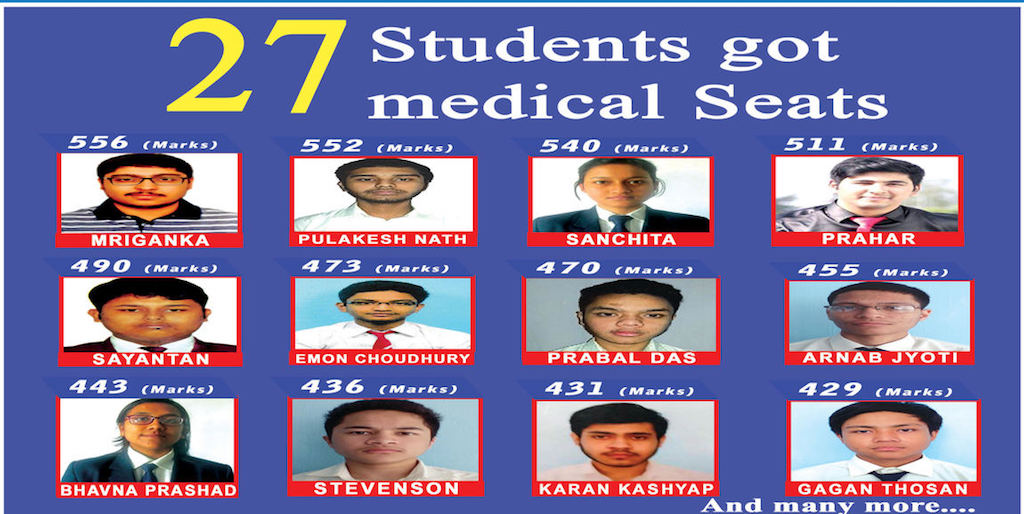 27 Students got
medical Seats
556 (Marks)
552 (Marks)
540 (Marks)
511 (Marks)
MRIGANKA
PULAKESH NATH
SANCHITA
PRAHAR
490 (Marks)
473 (Marks)
470 (Marks)
455 (Marks)
SAYANTAN
EMON CHOUDHURY
PRABAL DAS
ARNAB JYOTI
443 (Marks)
436 (Marks)
431 (Marks)
429 (Marks)
BHAVNA PRASHAD
STEVENSON
KARAN KASHYAP
GAGAN THOSAN
And many more....